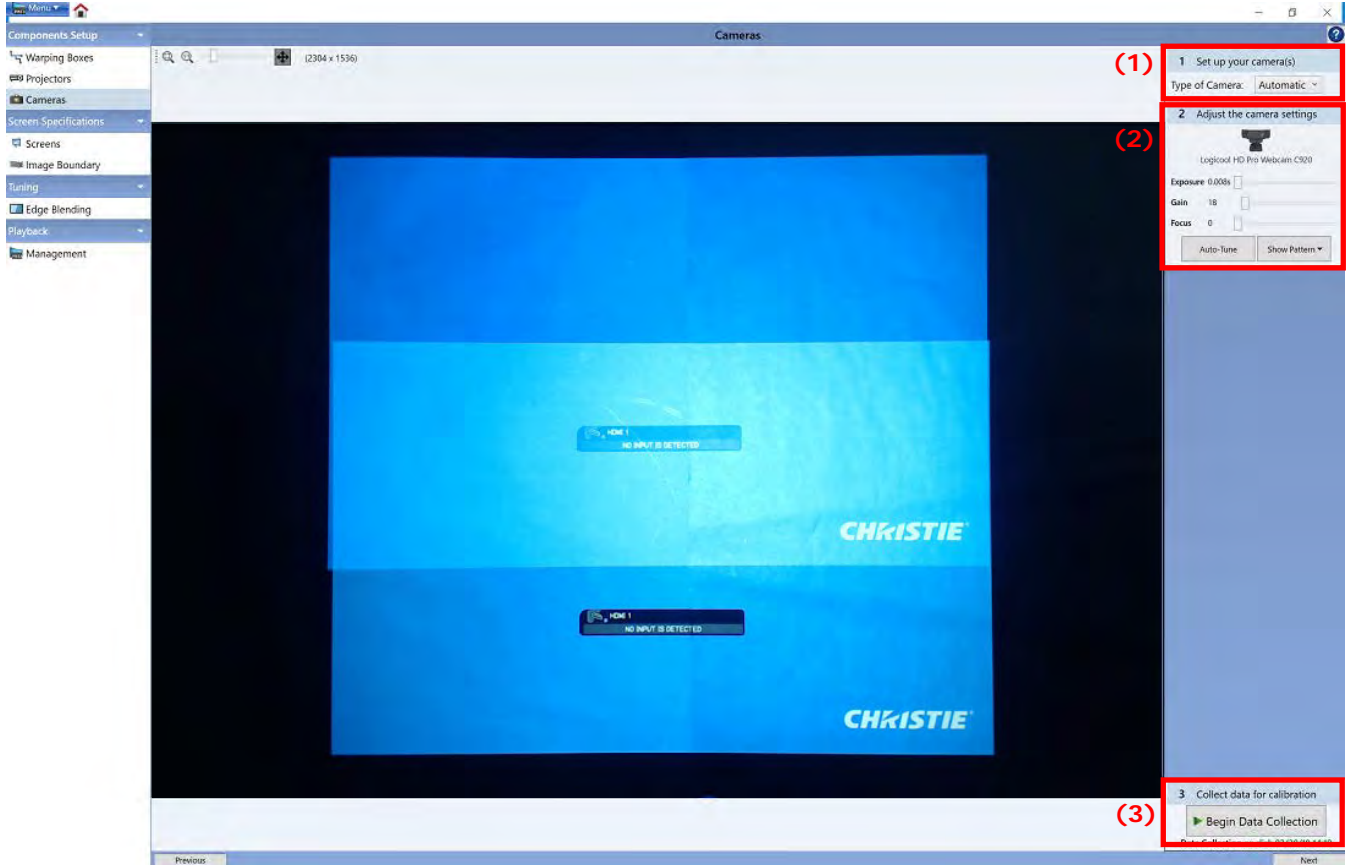 Menu
Components Setup
Cameras
?
Warping Boxes
(2304 x 1536)
Projectors
Cameras
Screen Specifications
Screens
Image Boundary
Tuning
Edge Blending
Playback
Management
(1)
1 Set up your camera(s)
Type of Camera: Automatic
(2)
2 Adjust the camera settings
Logicool HD Pro Webcam C920
Exposure 0.008s
Gain 18
Focus 0
Auto-Tune Show Pattern
HDMI 1
NO INPUT IS DETECTED
CHRISTIE
HDMI 1
NO INPUT IS DETECTED
CHRISTIE
(3)
3 Collect data for calibration
Begin Data Collection
Data Collection
Previous
Next